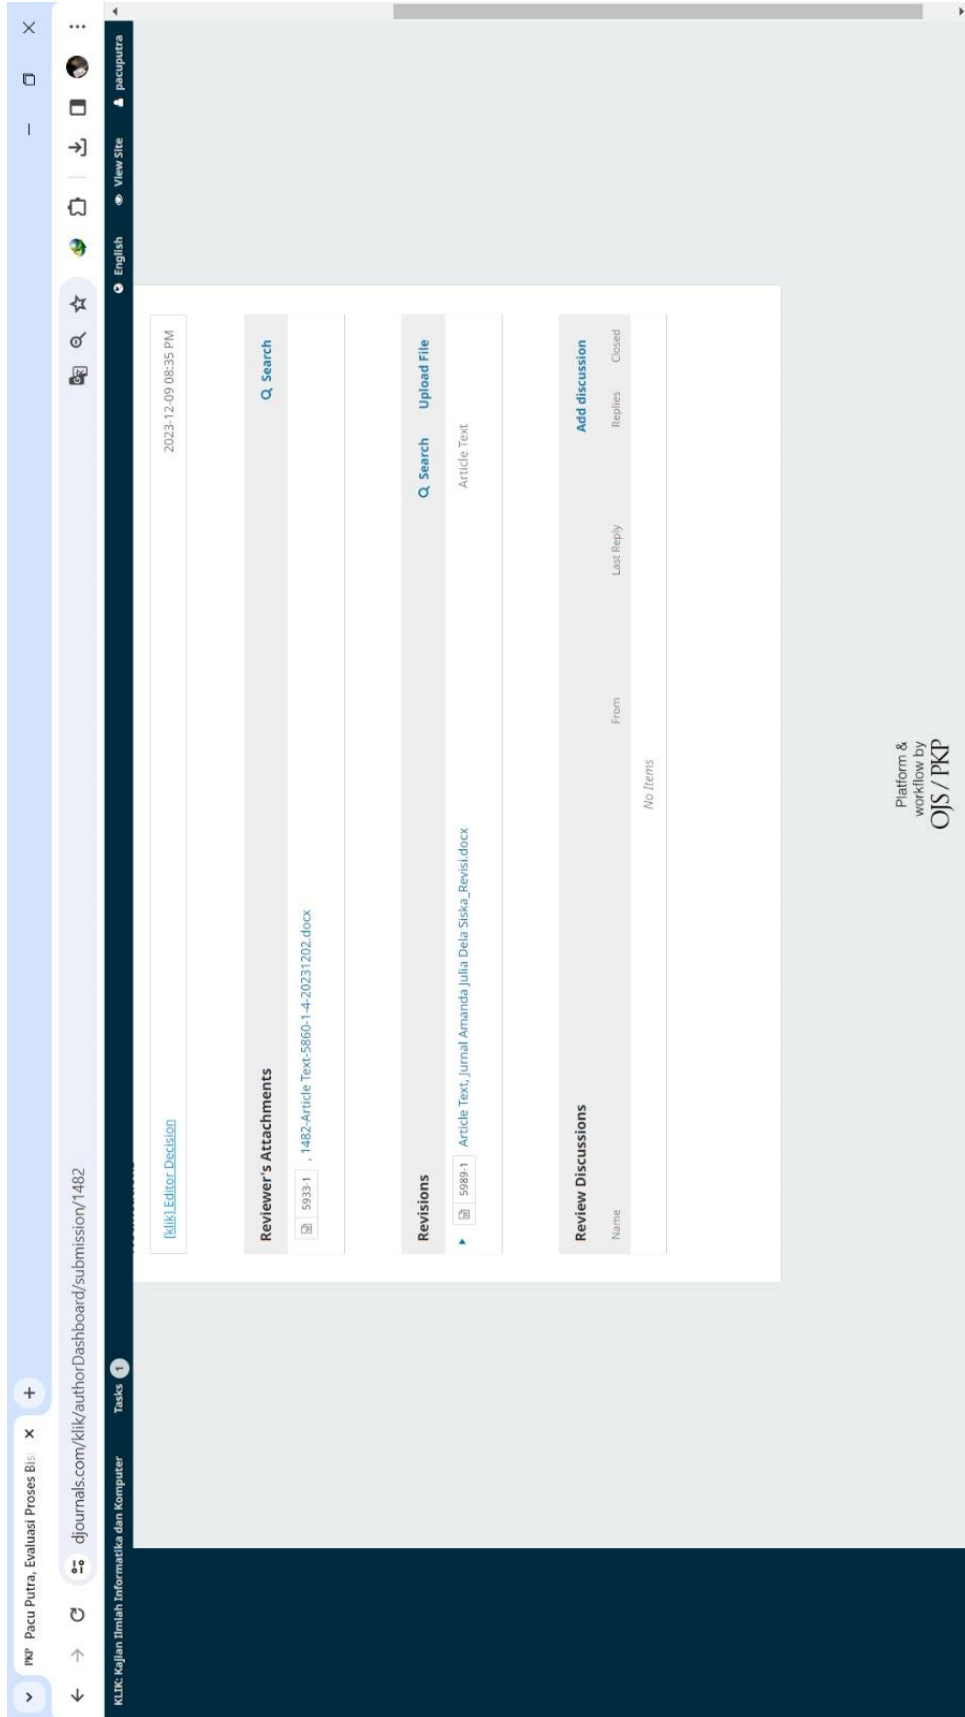 PKP Pacu Putra, Evaluasi Proses Bis
djournals.com/klik/authorDashboard/submission/1482
KLIK: Kajian Ilmiah Informatika dan Komputer Tasks 1 English View Site pacuputra
[klik] Editor Decision 2023-12-09 08:35 PM
Reviewer's Attachments Search
5933-1 , 1482-Article Text-5860-1-4-20231202.docx
Revisions Search Upload File
5989-1 Article Text, Jurnal Amanda Julia Dela Siska_Revisi.docx Article Text
Review Discussions Add discussion
Name From Last Reply Replies Closed
No Items
Platform &
workflow by
OJS / PKP